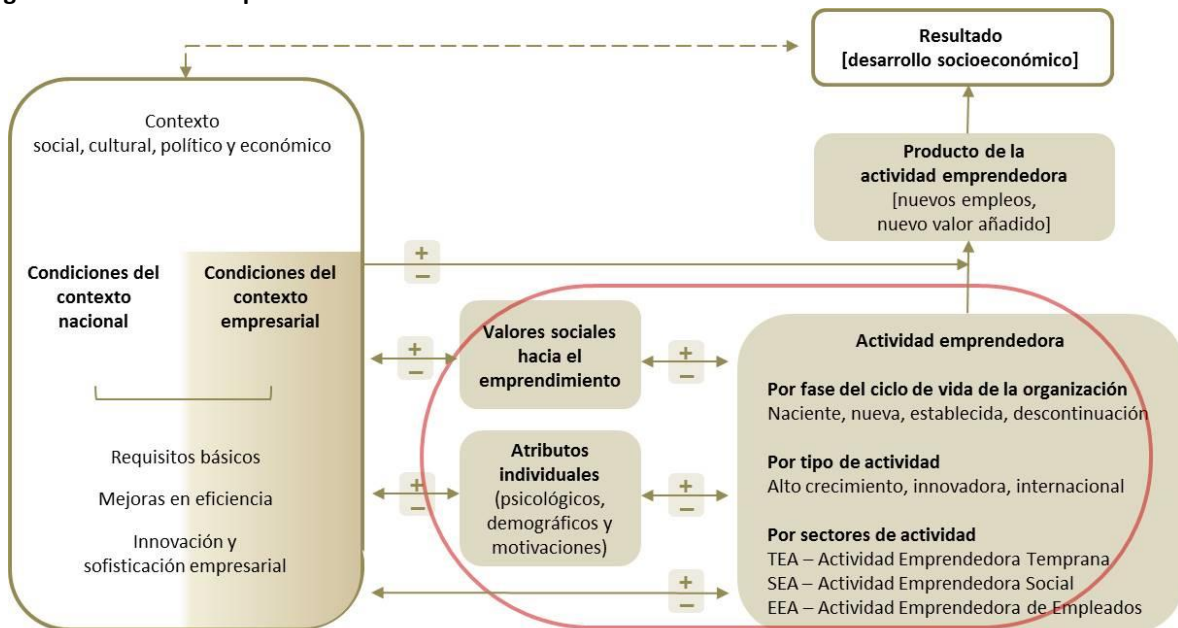 Resultado
[desarrollo socioeconómico]
Contexto
social, cultural, político y económico
Producto de la
actividad emprendedora
[nuevos empleos,
nuevo valor añadido]
Condiciones del
contexto
nacional
Condiciones del
contexto
empresarial
+
−
Valores sociales
hacia el
emprendimiento
+
−
+
−
Actividad emprendedora
Por fase del ciclo de vida de la organización
Naciente, nueva, establecida, descontinuación
Requisitos básicos
Mejoras en eficiencia
Innovación y
sofisticación empresarial
+
−
Atributos
individuales
(psicológicos,
demográficos y
motivaciones)
+
−
Por tipo de actividad
Alto crecimiento, innovadora, internacional
Por sectores de actividad
TEA – Actividad Emprendedora Temprana
SEA – Actividad Emprendedora Social
EEA – Actividad Emprendedora de Empleados
+
−